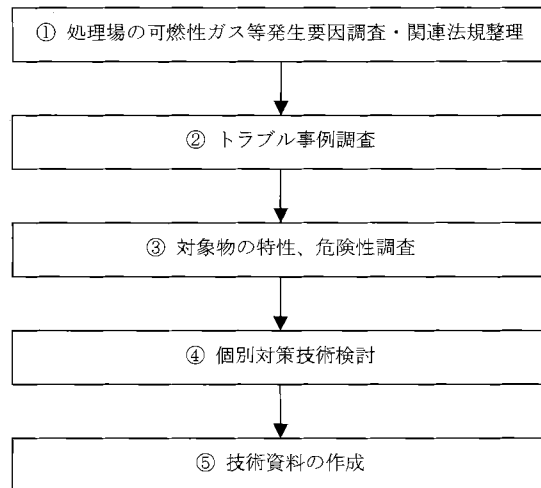 ① 処理場の可燃性ガス等発生要因調査・関連法規整理
② トラブル事例調査
③ 対象物の特性、危険性調査
④ 個別対策技術検討
⑤ 技術資料の作成